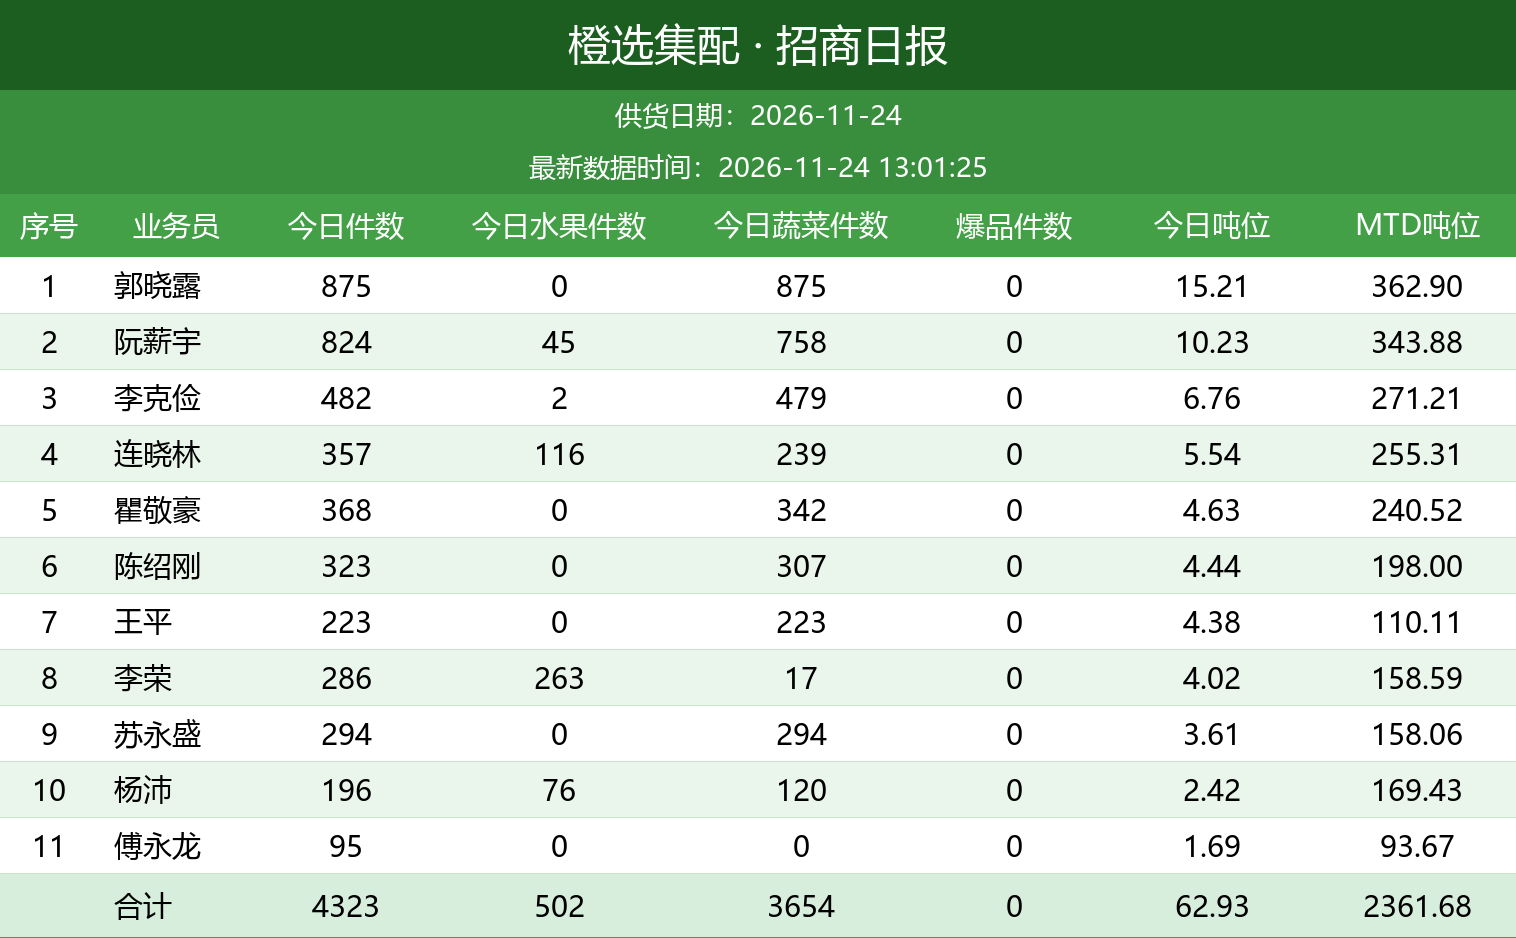 橙选集配 · 招商日报
供货日期：2026-11-24
最新数据时间：2026-11-24 13:01:25
序号 业务员 今日件数 今日水果件数 今日蔬菜件数 爆品件数 今日吨位 MTD吨位
1 郭晓露 875 0 875 0 15.21 362.90
2 阮薪宇 824 45 758 0 10.23 343.88
3 李克俭 482 2 479 0 6.76 271.21
4 连晓林 357 116 239 0 5.54 255.31
5 瞿敬豪 368 0 342 0 4.63 240.52
6 陈绍刚 323 0 307 0 4.44 198.00
7 王平 223 0 223 0 4.38 110.11
8 李荣 286 263 17 0 4.02 158.59
9 苏永盛 294 0 294 0 3.61 158.06
10 杨沛 196 76 120 0 2.42 169.43
11 傅永龙 95 0 0 0 1.69 93.67
合计 4323 502 3654 0 62.93 2361.68